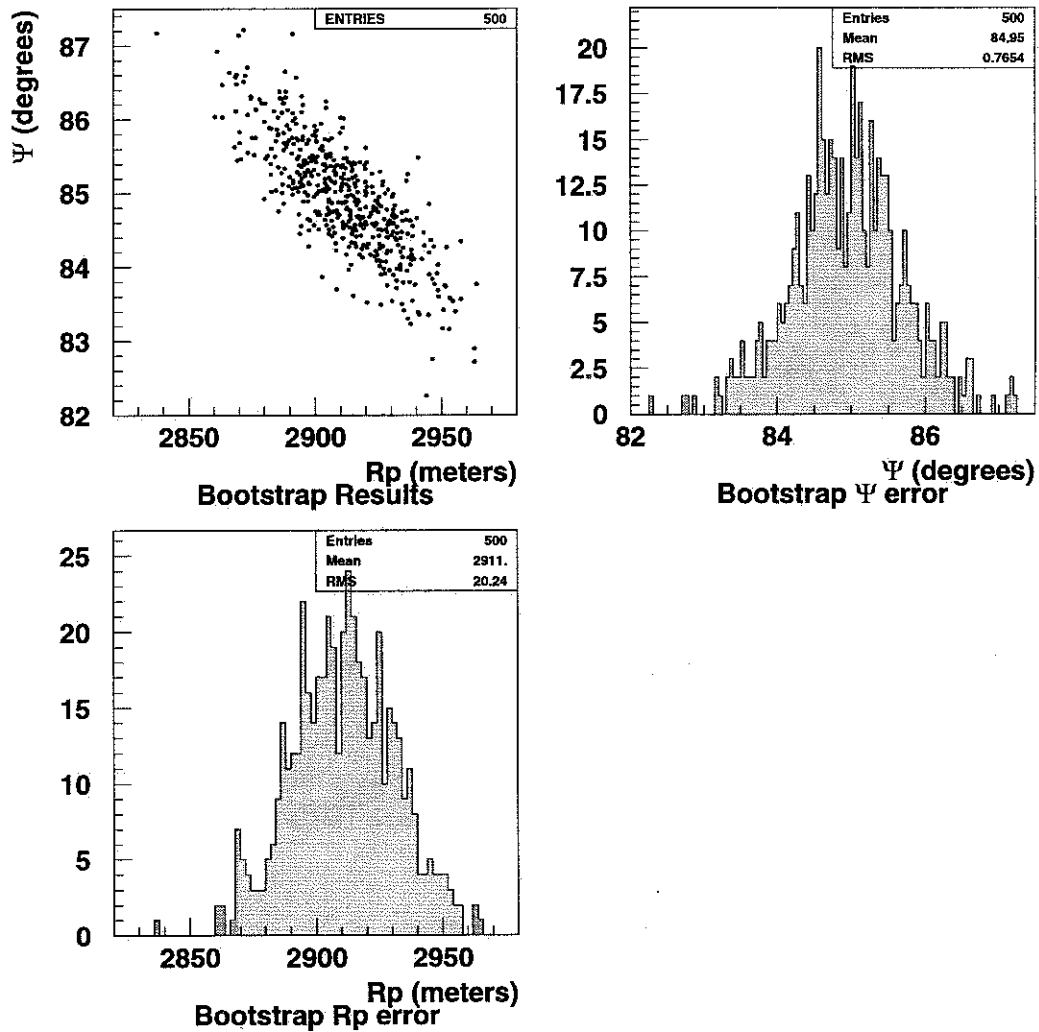 ENTRIES 500
87
86
85
84
83
82
Ψ (degrees)
2850 2900 2950
Rp (meters)
Bootstrap Results
Entries 500
Mean 84.95
RMS 0.7654
20
17.5
15
12.5
10
7.5
5
2.5
0
82 84 86
Ψ (degrees)
Bootstrap Ψ error
Entries 500
Mean 2911.
RMS 20.24
25
20
15
10
5
0
2850 2900 2950
Rp (meters)
Bootstrap Rp error